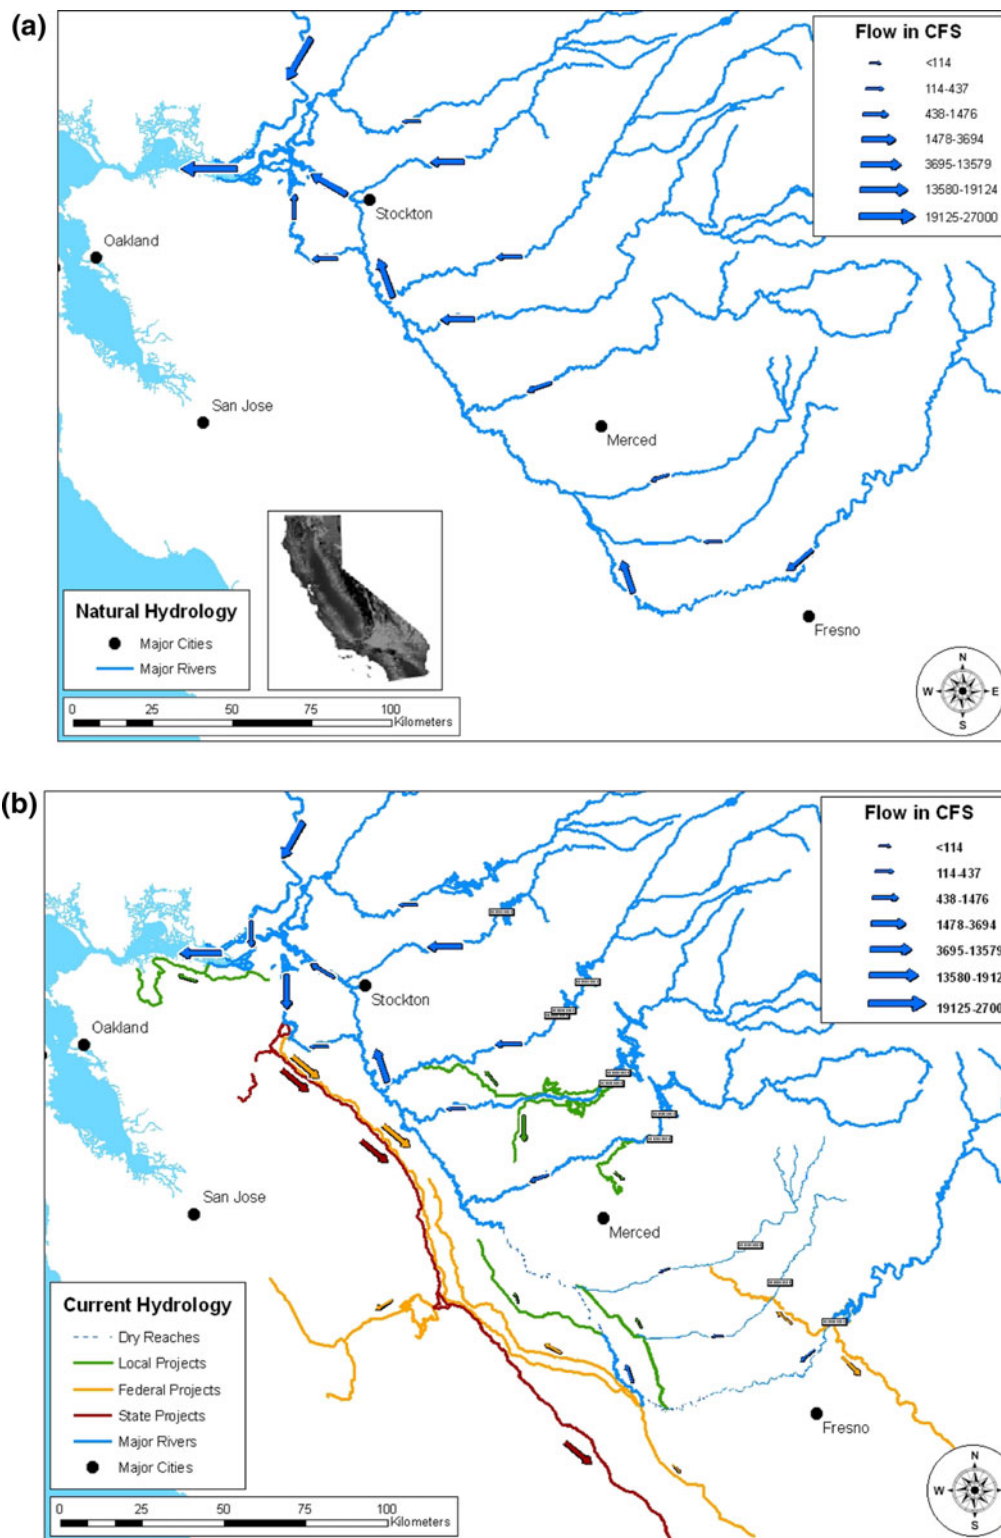 (a)
Flow in CFS
<114
114-437
438-1476
1478-3694
3695-13579
13580-19124
19125-27000
Stockton
Oakland
San Jose
Merced
Fresno
Natural Hydrology
Major Cities
Major Rivers
0 25 50 75 100
Kilometers
N
W E
S
(b)
Flow in CFS
<114
114-437
438-1476
1478-3694
3695-13579
13580-1912
19125-2700
Stockton
Oakland
San Jose
Merced
Fresno
Current Hydrology
Dry Reaches
Local Projects
Federal Projects
State Projects
Major Rivers
Major Cities
0 25 50 75 100
Kilometers
N
W E
S